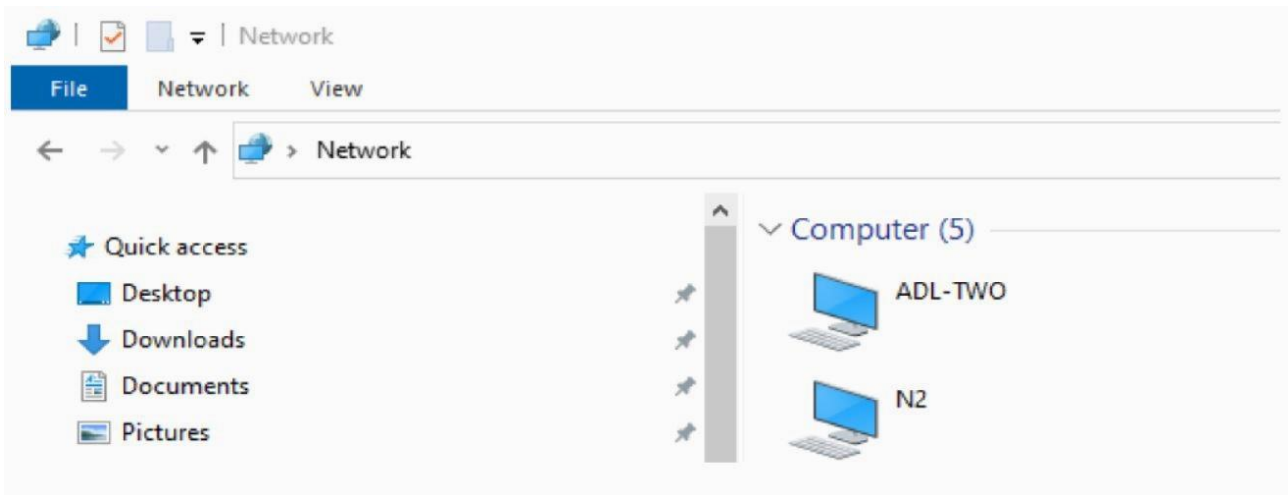 Network
File Network View
Network
Quick access
Desktop
Downloads
Documents
Pictures
Computer (5)
ADL-TWO
N2